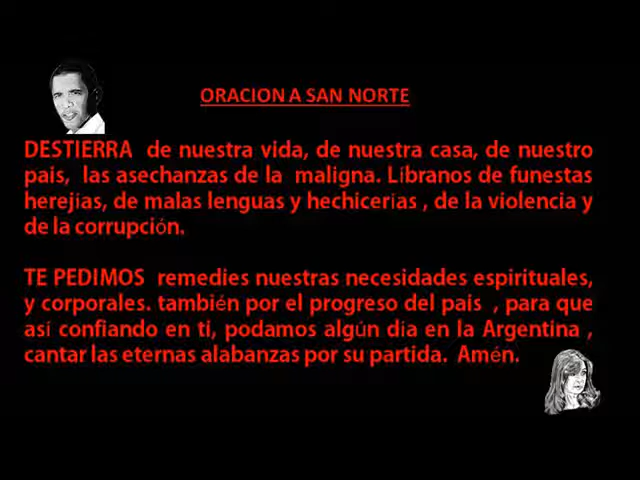 ORACION A SAN NORTE
DESTIERRA de nuestra vida, de nuestra casa, de nuestro
pais, las asechanzas de la maligna. Líbranos de funestas
herejías, de malas lenguas y hechicerías , de la violencia y
de la corrupción.
TE PEDIMOS remedies nuestras necesidades espirituales,
y corporales. también por el progreso del pais , para que
así confiando en ti, podamos algún día en la Argentina ,
cantar las eternas alabanzas por su partida. Amén.